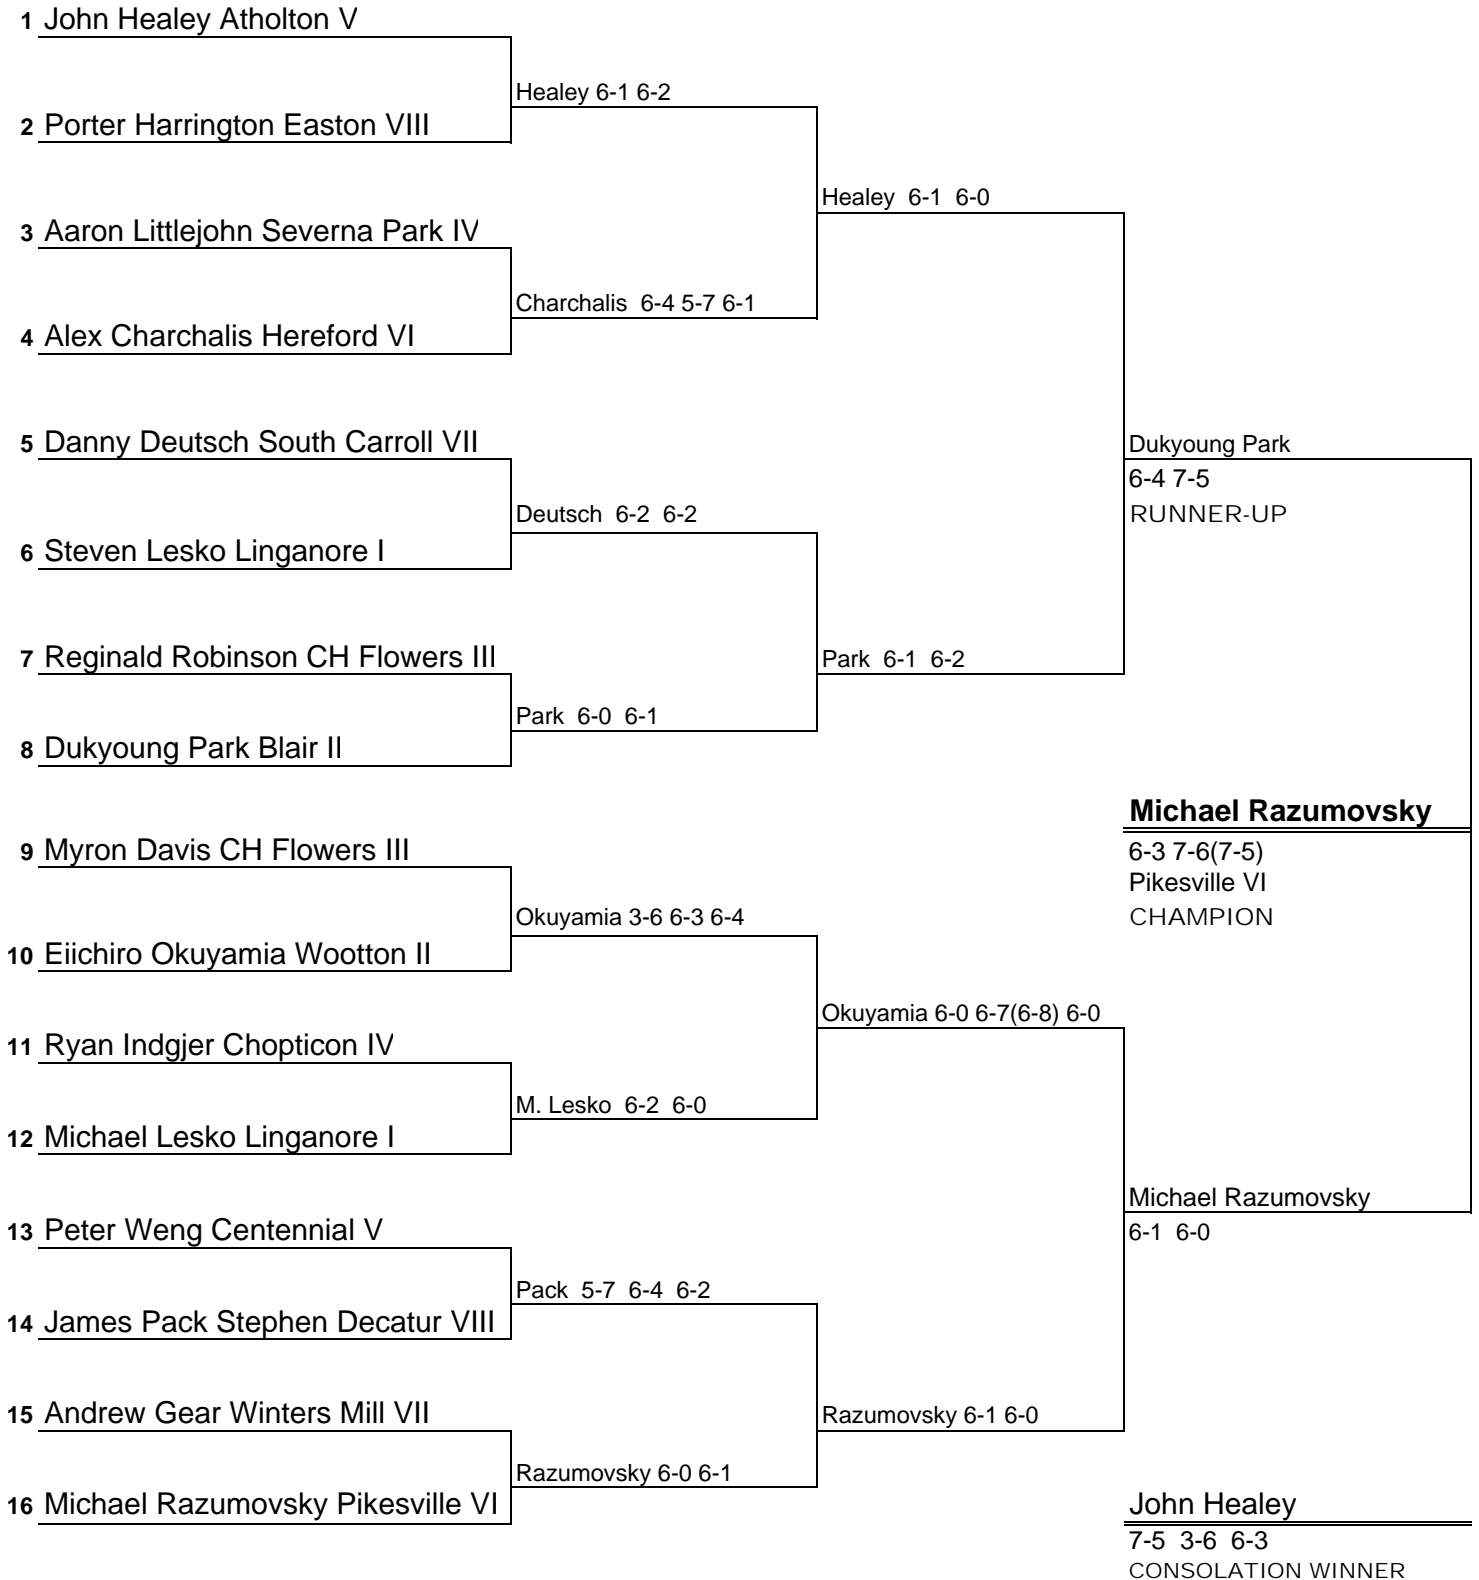 1 John Healey Atholton V
Healey 6-1 6-2
2 Porter Harrington Easton VIII
Healey 6-1 6-0
3 Aaron Littlejohn Severna Park IV
Charchalis 6-4 5-7 6-1
4 Alex Charchalis Hereford VI
5 Danny Deutsch South Carroll VII
Dukyoung Park
6-4 7-5
RUNNER-UP
Deutsch 6-2 6-2
6 Steven Lesko Linganore I
7 Reginald Robinson CH Flowers III
Park 6-1 6-2
Park 6-0 6-1
8 Dukyoung Park Blair II
Michael Razumovsky
6-3 7-6(7-5)
Pikesville VI
CHAMPION
9 Myron Davis CH Flowers III
Okuyamia 3-6 6-3 6-4
10 Eiichiro Okuyamia Wootton II
Okuyamia 6-0 6-7(6-8) 6-0
11 Ryan Indgjer Chopticon IV
M. Lesko 6-2 6-0
12 Michael Lesko Linganore I
Michael Razumovsky
6-1 6-0
13 Peter Weng Centennial V
Pack 5-7 6-4 6-2
14 James Pack Stephen Decatur VIII
15 Andrew Gear Winters Mill VII
Razumovsky 6-1 6-0
Razumovsky 6-0 6-1
16 Michael Razumovsky Pikesville VI
John Healey
7-5 3-6 6-3
CONSOLATION WINNER